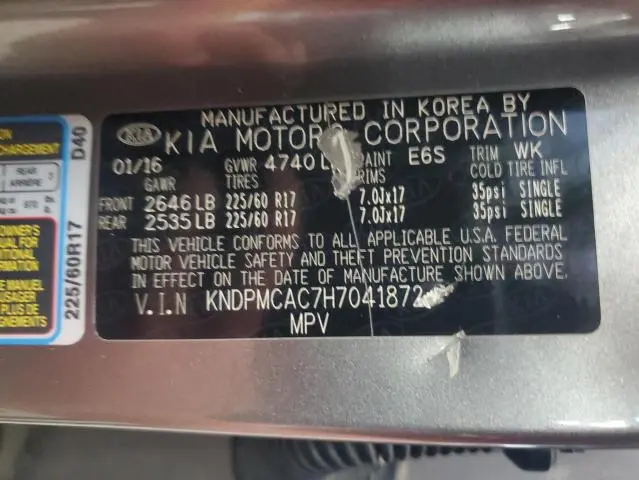 MANUFACTURED IN KOREA BY
KIA KIA MOTORS CORPORATION
01/16 GVWR 4740 PAINT E6S TRIM WK
GAWR TIRES RIMS COLD TIRE INFL
FRONT 2646 LB 225/60 R17 7.0Jx17 35psi SINGLE
REAR 2535 LB 225/60 R17 7.0Jx17 35psi SINGLE
THIS VEHICLE CONFORMS TO ALL APPLICABLE U.S.A. FEDERAL
MOTOR VEHICLE SAFETY AND THEFT PREVENTION STANDARDS
IN EFFECT ON THE DATE OF MANUFACTURE SHOWN ABOVE.
V.I.N KNDPMCAC7H7041872
MPV
D40
REAR 3
ARRIERE
225/60R17